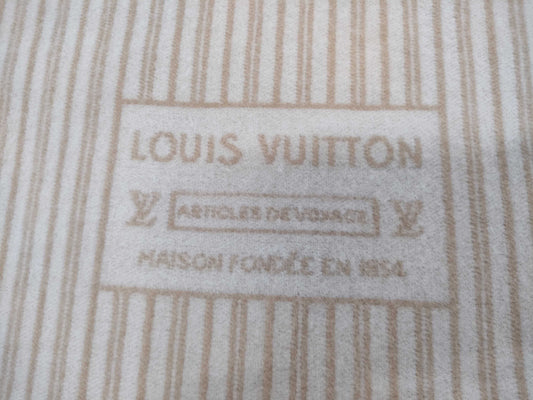 LOUIS VUITTON
LV ARTICLES DE VOYAGE LV
MAISON FONDÉE EN 1854